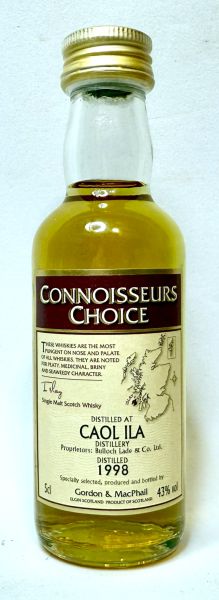 CONNOISSEURS
CHOICE
THESE WHISKIES ARE THE MOST
PUNGENT ON NOSE AND PALATE
OF ALL WHISKIES. THEY ARE NOTED
FOR PEATY, MEDICINAL, BRINY
AND SEAWEEDY CHARACTER.
Islay
Single Malt Scotch Whisky
DISTILLED AT
CAOL ILA
DISTILLERY
Proprietors: Bulloch Lade & Co. Ltd.
DISTILLED
1998
Specially selected, produced and bottled by
5cl Gordon & MacPhail 43% vol
ELGIN SCOTLAND PRODUCT OF SCOTLAND